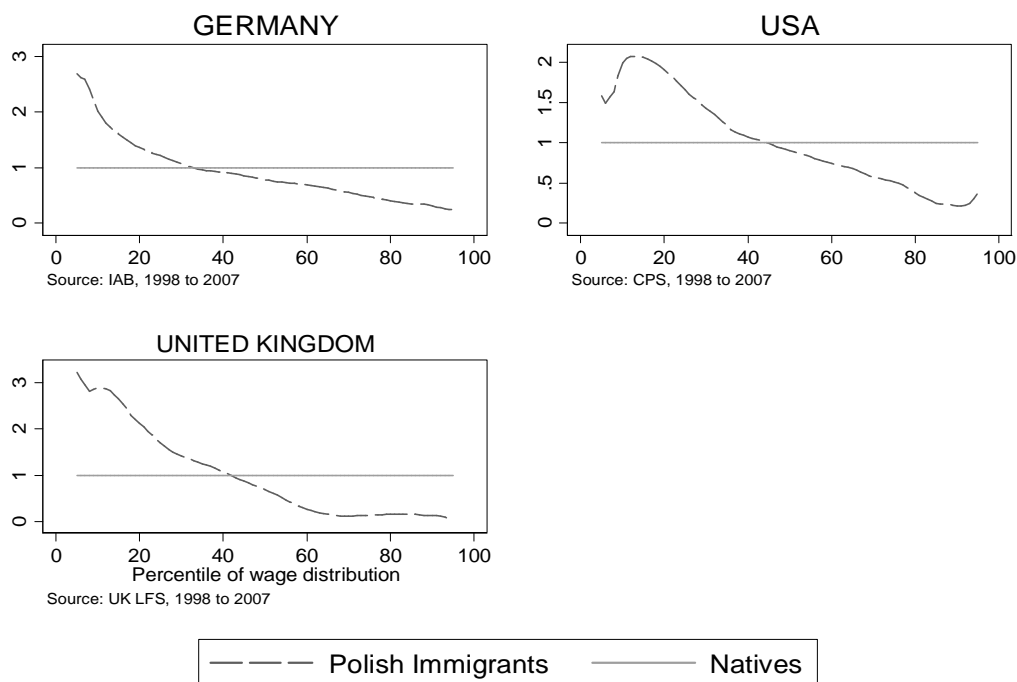 GERMANY
3
2
1
0
0 20 40 60 80 100
Source: IAB, 1998 to 2007
USA
2
1.5
1
.5
0
0 20 40 60 80 100
Source: CPS, 1998 to 2007
UNITED KINGDOM
3
2
1
0
0 20 40 60 80 100
Percentile of wage distribution
Source: UK LFS, 1998 to 2007
Polish Immigrants Natives